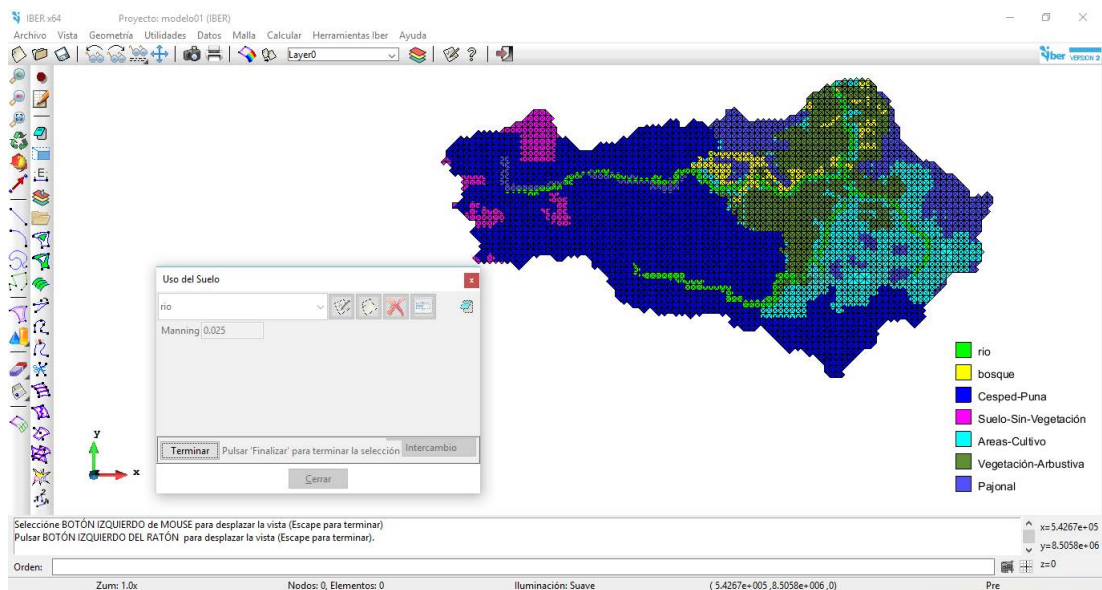 IBER x64 Proyecto: modelo01 (IBER)
Archivo Vista Geometría Utilidades Datos Malla Calcular Herramientas Iber Ayuda
Layer0
iber VERSION 2
Uso del Suelo
rio
Manning 0.025
Terminar Pulsar 'Finalizar' para terminar la selección Intercambio
Cerrar
rio
bosque
Cesped-Puna
Suelo-Sin-Vegetación
Areas-Cultivo
Vegetación-Arbustiva
Pajonal
y
x
Seleccióne BOTÓN IZQUIERDO de MOUSE para desplazar la vista (Escape para terminar)
Pulsar BOTÓN IZQUIERDO DEL RATÓN para desplazar la vista (Escape para terminar).
x=5.4267e+05
y=8.5058e+06
z=0
Orden:
Zum: 1.0x Nodos: 0, Elementos: 0 Iluminación: Suave ( 5.4267e+005 ,8.5058e+006 ,0) Pre